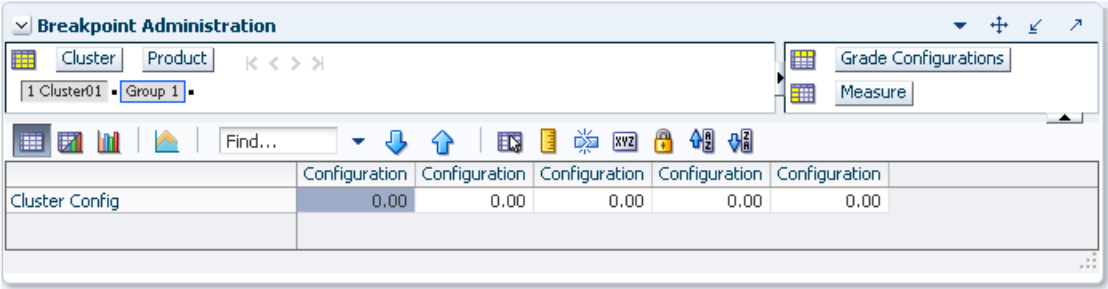 Breakpoint Administration
Cluster Product
1 Cluster01 Group 1
Grade Configurations
Measure
Find... XYZ A Z Z A
Configuration Configuration Configuration Configuration Configuration
Cluster Config 0.00 0.00 0.00 0.00 0.00